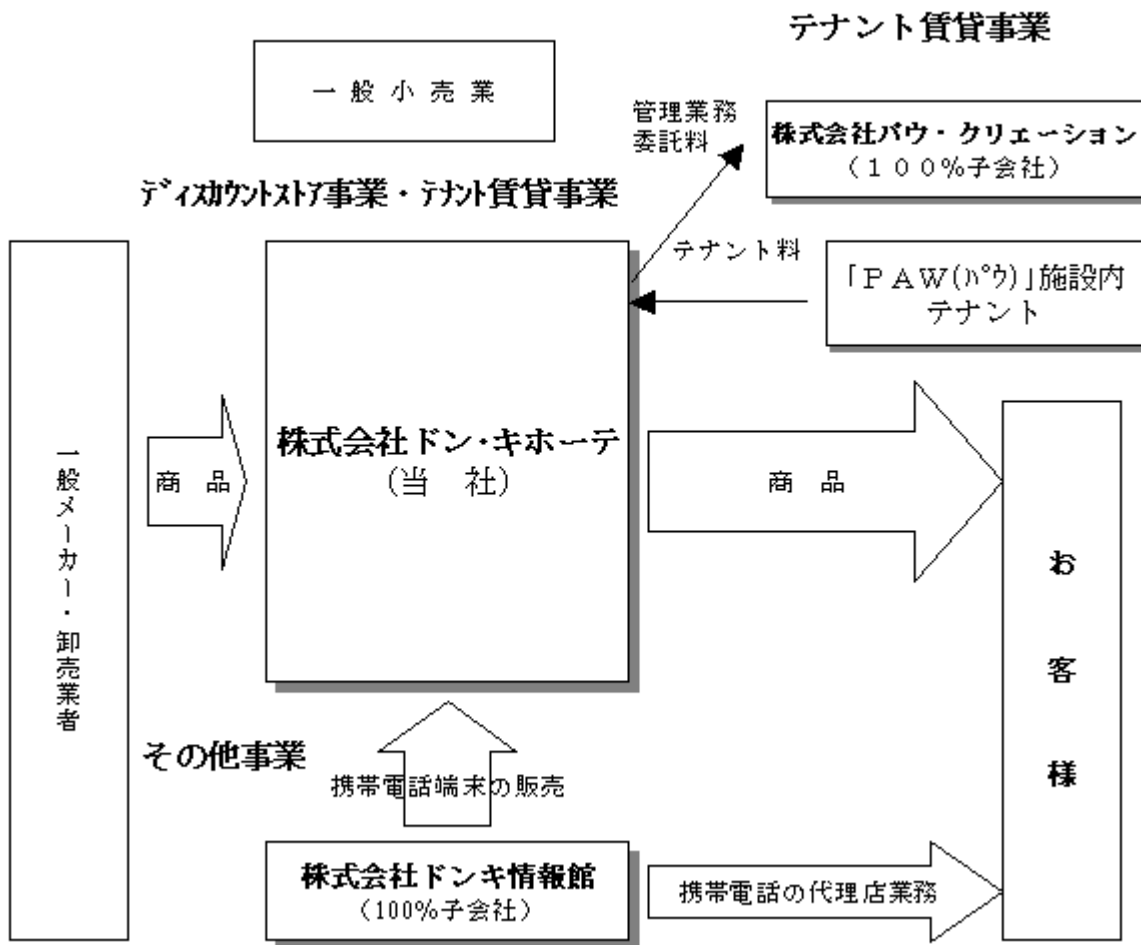 テナント賃貸事業
一般小売業
管理業務
委託料
株式会社パウ・クリエーション
(100%子会社)
ディスカウントストア事業・テナント賃貸事業
テナント料
「PAW(パウ)」施設内
テナント
一般メーカー・卸売業者
商品
株式会社ドン・キホーテ
(当 社)
商品
お客様
その他事業
携帯電話端末の販売
株式会社ドンキ情報館
(100%子会社)
携帯電話の代理店業務